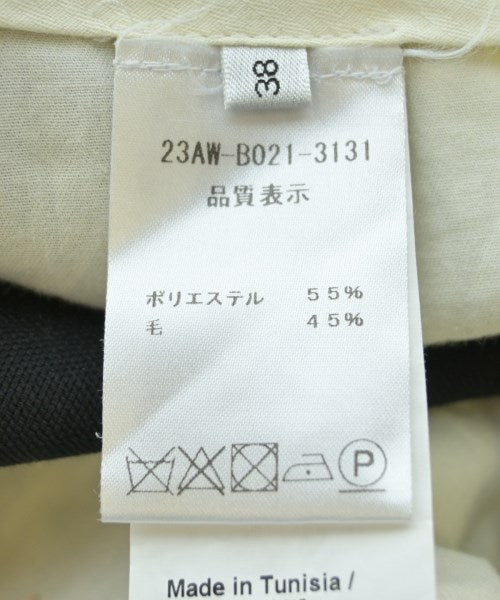 38
23AW-B021-3131
品質表示
ポリエステル 55%
毛 45%
P
Made in Tunisia /